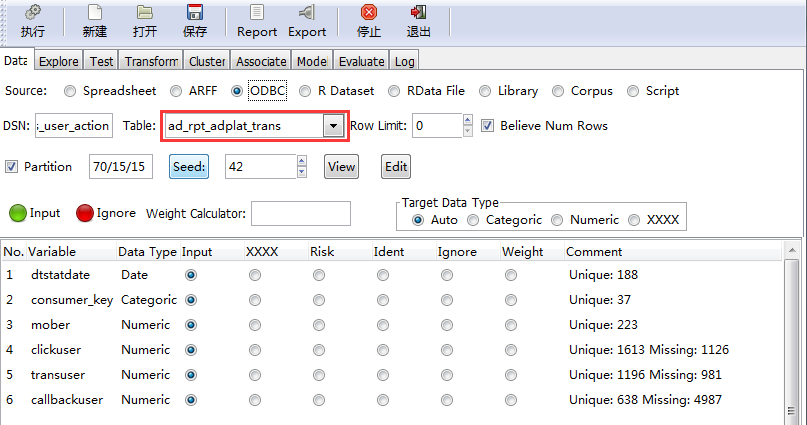 执行 新建 打开 保存 Report Export 停止 退出
Data Explore Test Transform Cluster Associate Model Evaluate Log
Source: Spreadsheet ARFF ODBC R Dataset RData File Library Corpus Script
DSN: s_user_action Table: ad_rpt_adplat_trans Row Limit: 0 Believe Num Rows
Partition 70/15/15 Seed: 42 View Edit
Input Ignore Weight Calculator:
Target Data Type
Auto Categoric Numeric XXXX
No. Variable Data Type Input XXXX Risk Ident Ignore Weight Comment
1 dtstatdate Date Unique: 188
2 consumer_key Categoric Unique: 37
3 mober Numeric Unique: 223
4 clickuser Numeric Unique: 1613 Missing: 1126
5 transuser Numeric Unique: 1196 Missing: 981
6 callbackuser Numeric Unique: 638 Missing: 4987